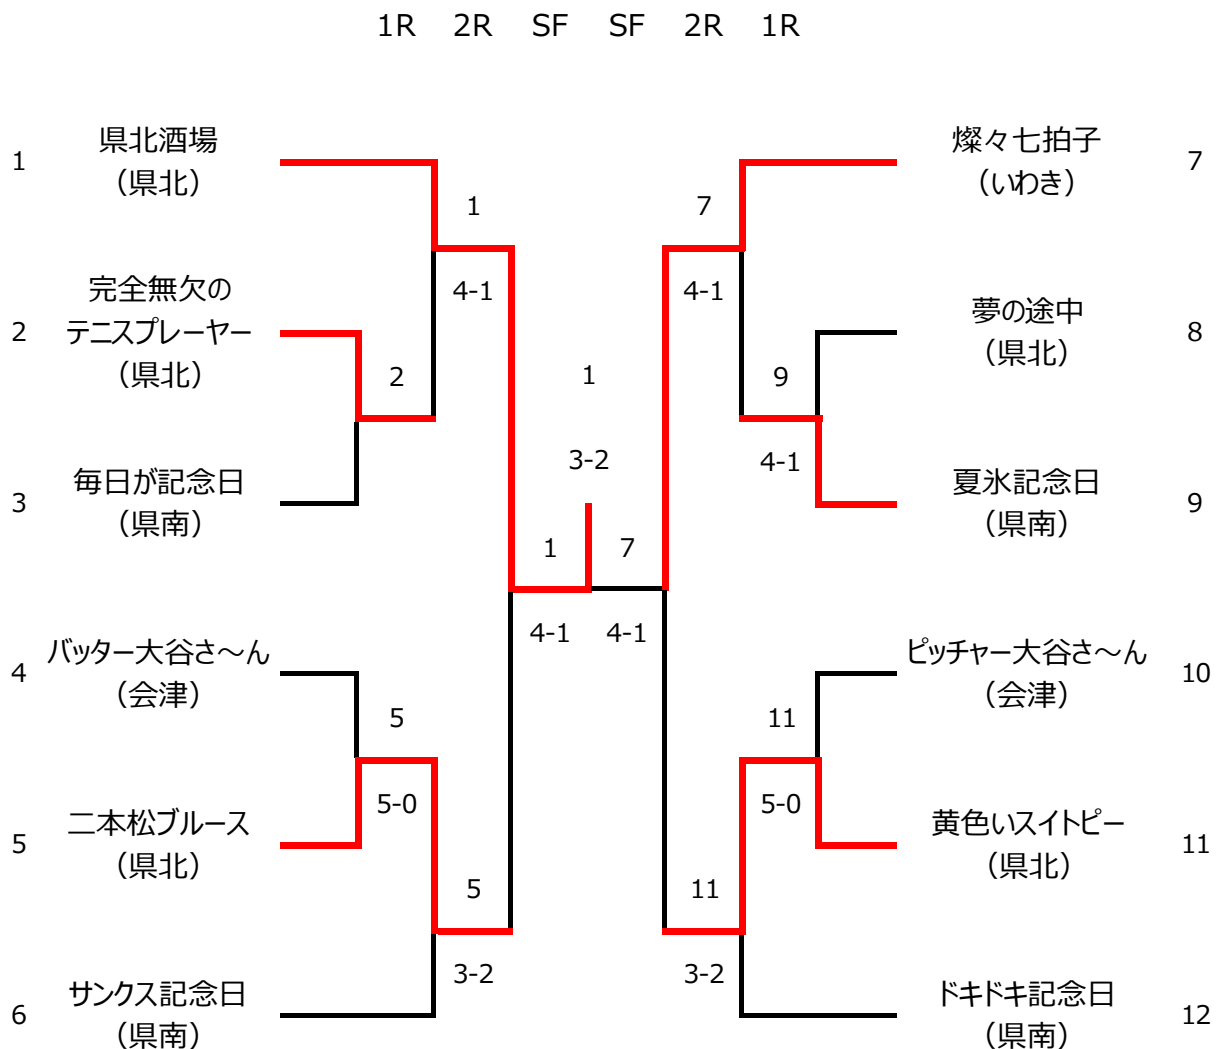 1R 2R SF SF 2R 1R
県北酒場
（県北）
1
燦々七拍子
（いわき）
7
1
7
4-1
4-1
完全無欠の
テニスプレーヤー
（県北）
2
夢の途中
（県北）
8
2
1
9
3-2
4-1
毎日が記念日
（県南）
3
夏氷記念日
（県南）
9
1
7
4-1
4-1
バッター大谷さ～ん
（会津）
4
ピッチャー大谷さ～ん
（会津）
10
5
11
5-0
5-0
二本松ブルース
（県北）
5
黄色いスイトピー
（県北）
11
5
11
3-2
3-2
サンクス記念日
（県南）
6
ドキドキ記念日
（県南）
12